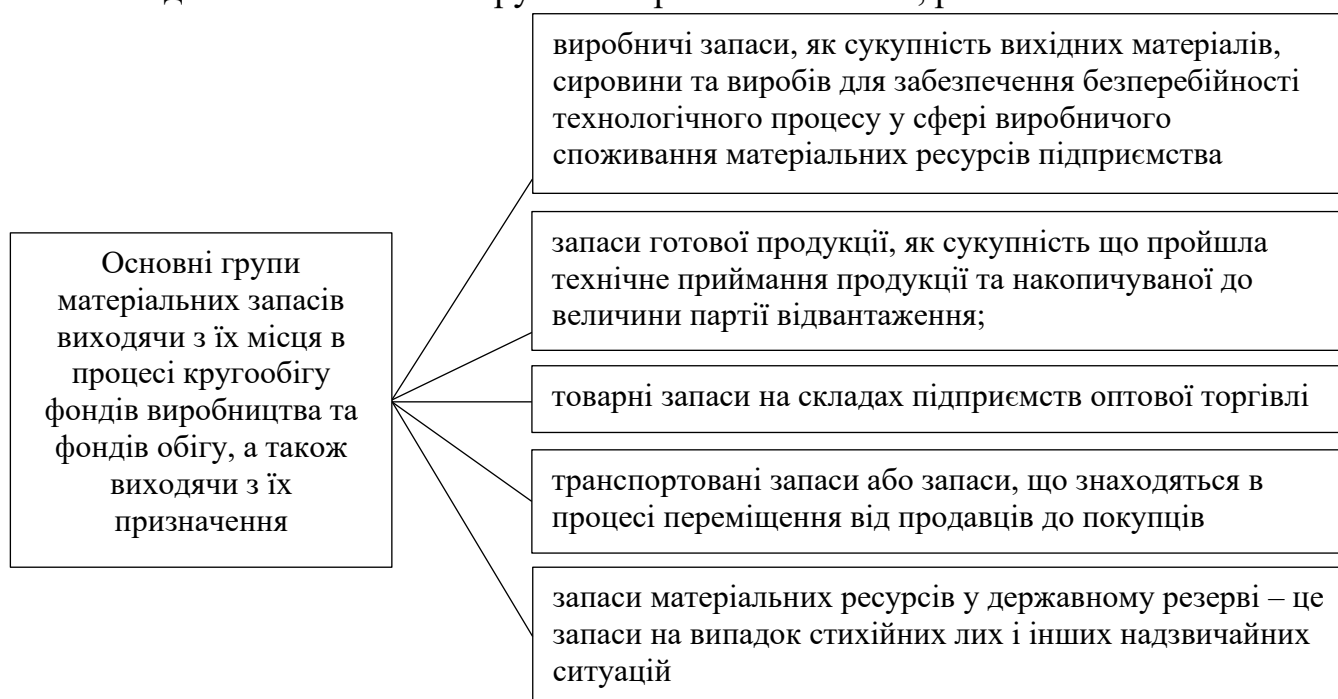 Основні групи
матеріальних запасів
виходячи з їх місця в
процесі кругообігу
фондів виробництва та
фондів обігу, а також
виходячи з їх
призначення
виробничі запаси, як сукупність вихідних матеріалів,
сировини та виробів для забезпечення безперебійності
технологічного процесу у сфері виробничого
споживання матеріальних ресурсів підприємства
запаси готової продукції, як сукупність що пройшла
технічне приймання продукції та накопичуваної до
величини партії відвантаження;
товарні запаси на складах підприємств оптової торгівлі
транспортовані запаси або запаси, що знаходяться в
процесі переміщення від продавців до покупців
запаси матеріальних ресурсів у державному резерві – це
запаси на випадок стихійних лих і інших надзвичайних
ситуацій